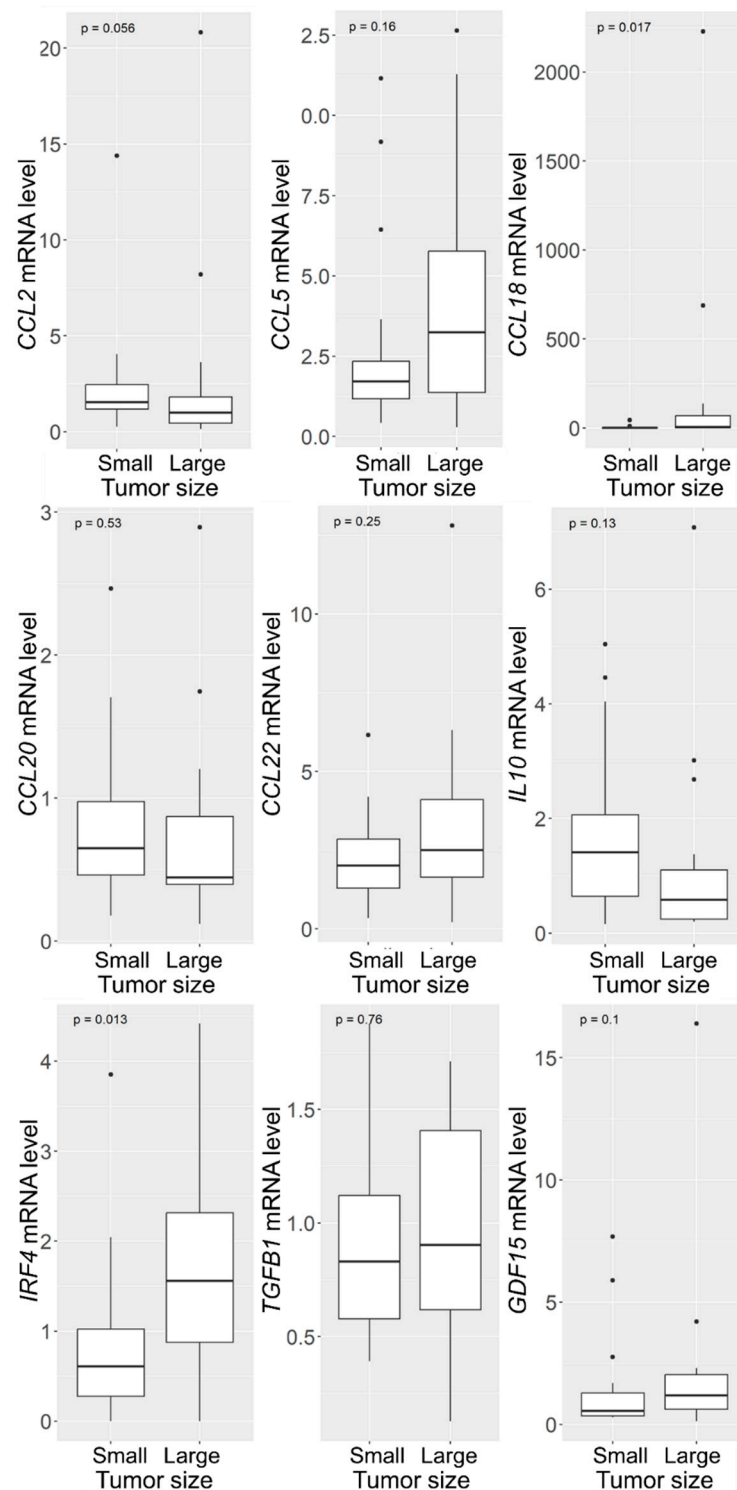 p = 0.056
20
15
10
5
0
CCL2 mRNA level
Small Large
Tumor size
p = 0.16
2.5
0.0
7.5
5.0
2.5
0.0
CCL5 mRNA level
Small Large
Tumor size
p = 0.017
2000
1500
1000
500
0
CCL18 mRNA level
Small Large
Tumor size
p = 0.53
3
2
1
0
CCL20 mRNA level
Small Large
Tumor size
p = 0.25
10
5
0
CCL22 mRNA level
Small Large
Tumor size
p = 0.13
6
4
2
0
IL10 mRNA level
Small Large
Tumor size
p = 0.013
4
3
2
1
0
IRF4 mRNA level
Small Large
Tumor size
p = 0.76
1.5
1.0
0.5
TGFB1 mRNA level
Small Large
Tumor size
p = 0.1
15
10
5
0
GDF15 mRNA level
Small Large
Tumor size